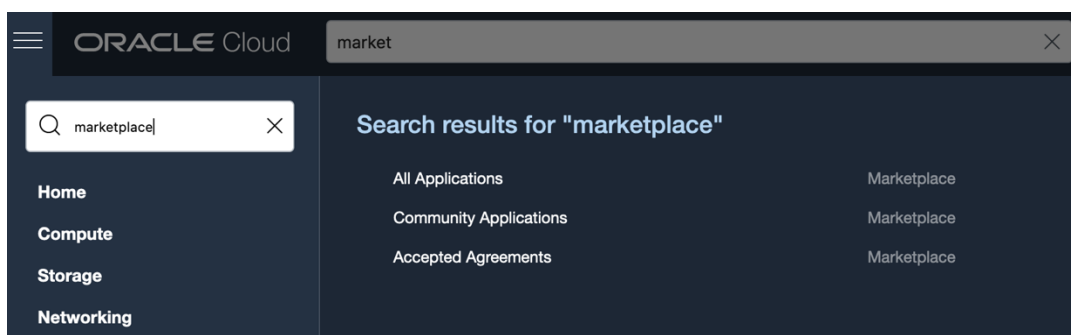 ORACLE Cloud
market
marketplace
Home
Compute
Storage
Networking
Search results for "marketplace"
All Applications Marketplace
Community Applications Marketplace
Accepted Agreements Marketplace